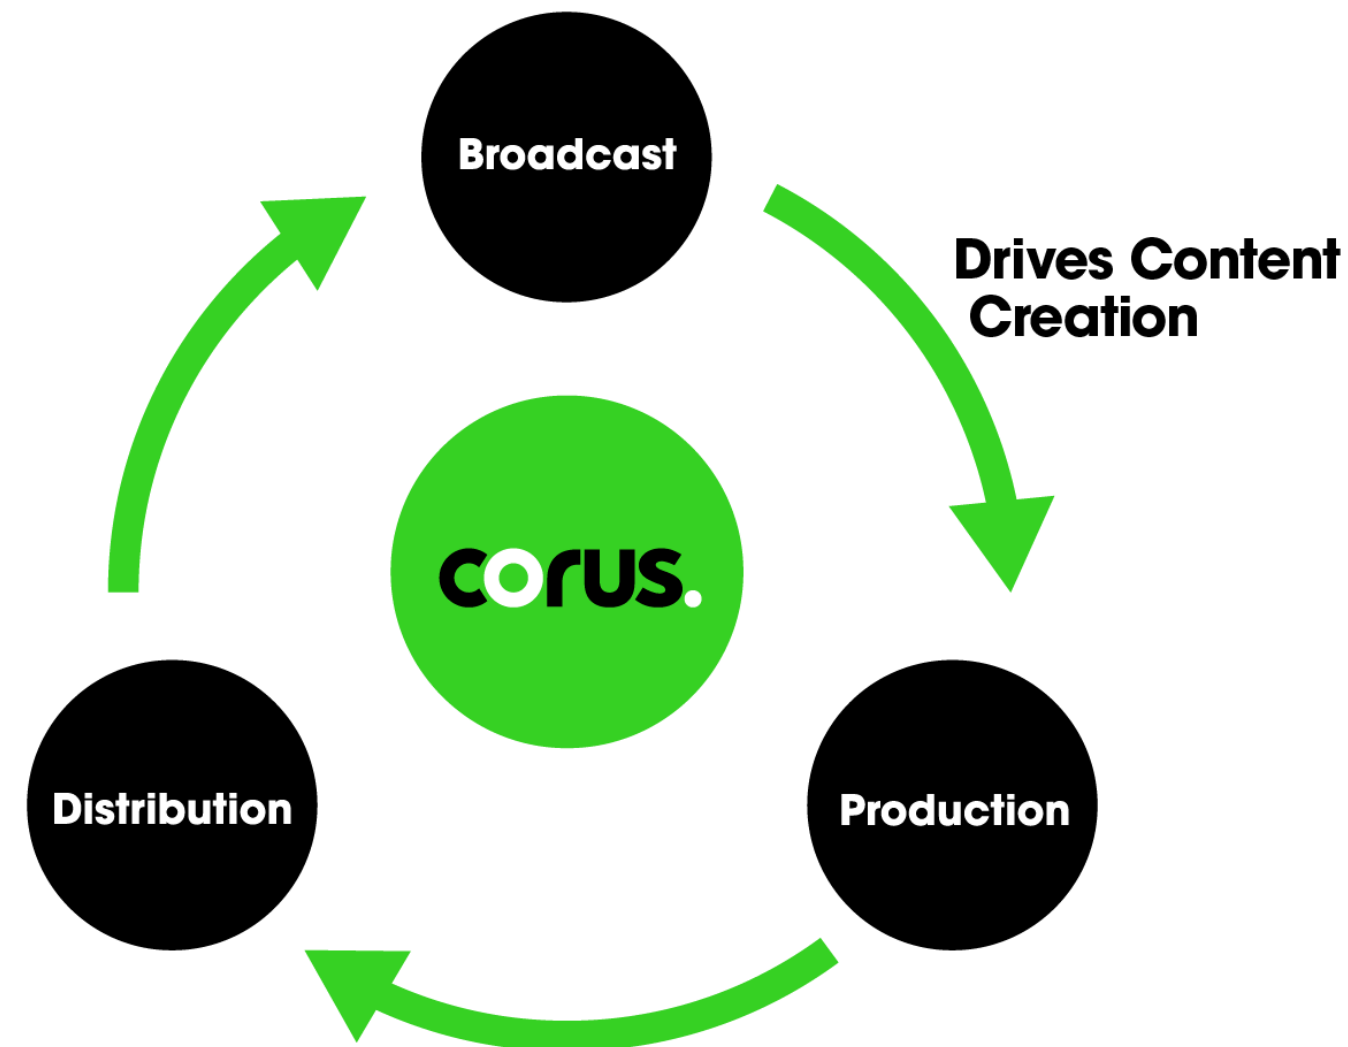 Broadcast
Drives Content
Creation
corus.
Distribution
Production